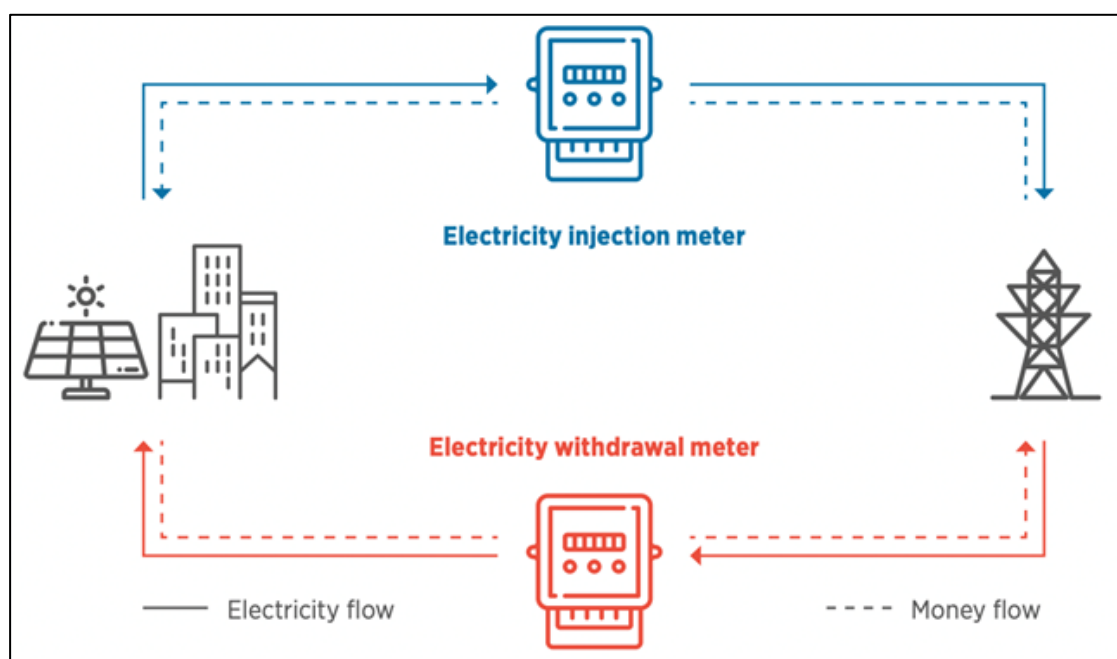 Electricity injection meter
Electricity withdrawal meter
Electricity flow
Money flow